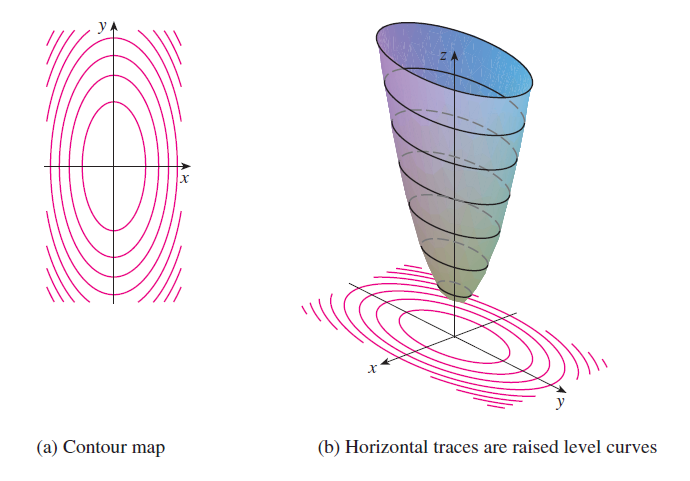 y
x
z
x
y
(a) Contour map
(b) Horizontal traces are raised level curves